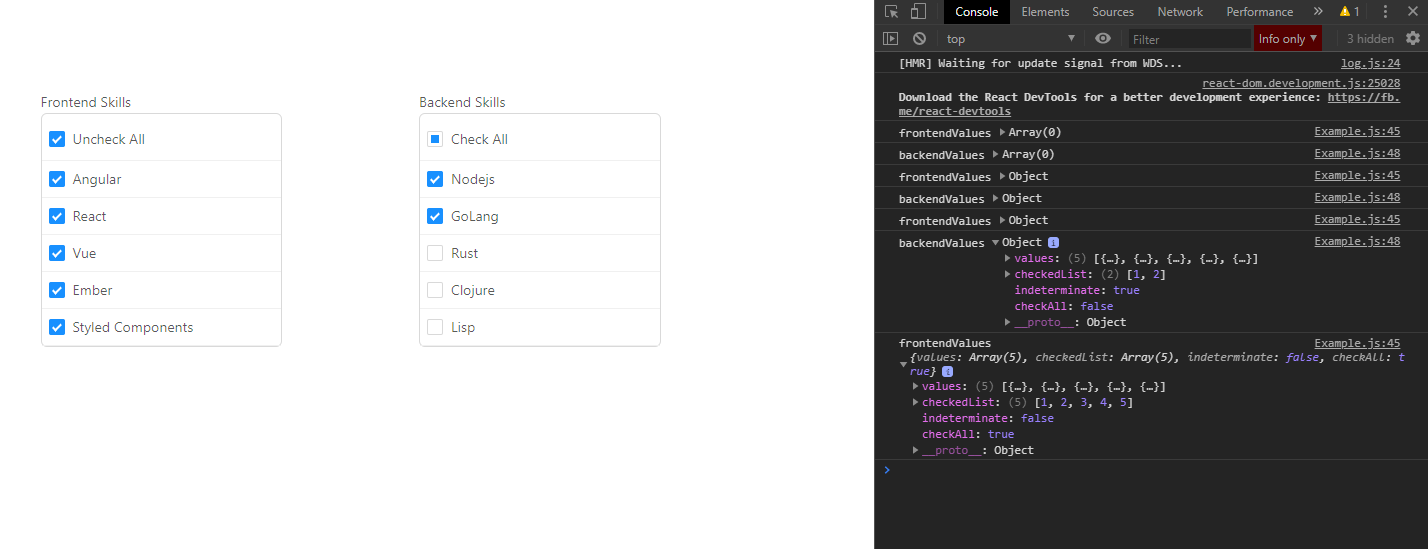 Frontend Skills
Uncheck All
Angular
React
Vue
Ember
Styled Components
Backend Skills
Check All
Nodejs
GoLang
Rust
Clojure
Lisp
Console Elements Sources Network Performance » 1
top Filter Info only 3 hidden
[HMR] Waiting for update signal from WDS... log.js:24
react-dom.development.js:25028
Download the React DevTools for a better development experience: https://fb.
me/react-devtools
frontendValues Array(0) Example.js:45
backendValues Array(0) Example.js:48
frontendValues Object Example.js:45
backendValues Object Example.js:48
frontendValues Object Example.js:45
backendValues Object i Example.js:48
values: (5) [{…}, {…}, {…}, {…}, {…}]
checkedList: (2) [1, 2]
indeterminate: true
checkAll: false
__proto__: Object
frontendValues Example.js:45
{values: Array(5), checkedList: Array(5), indeterminate: false, checkAll: t
rue} i
values: (5) [{…}, {…}, {…}, {…}, {…}]
checkedList: (5) [1, 2, 3, 4, 5]
indeterminate: false
checkAll: true
__proto__: Object
>